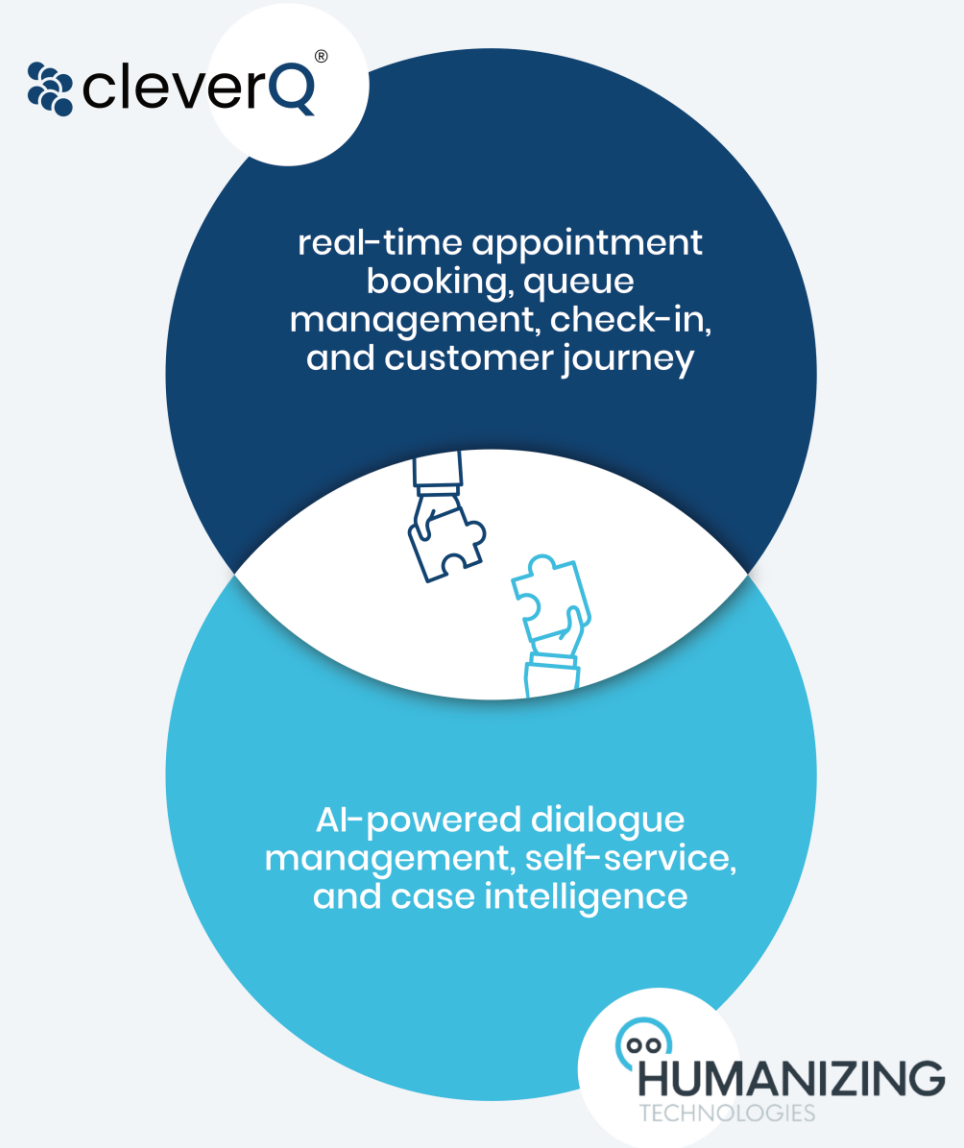 cleverQ®
real-time appointment
booking, queue
management, check-in,
and customer journey
AI-powered dialogue
management, self-service,
and case intelligence
HUMANIZING
TECHNOLOGIES